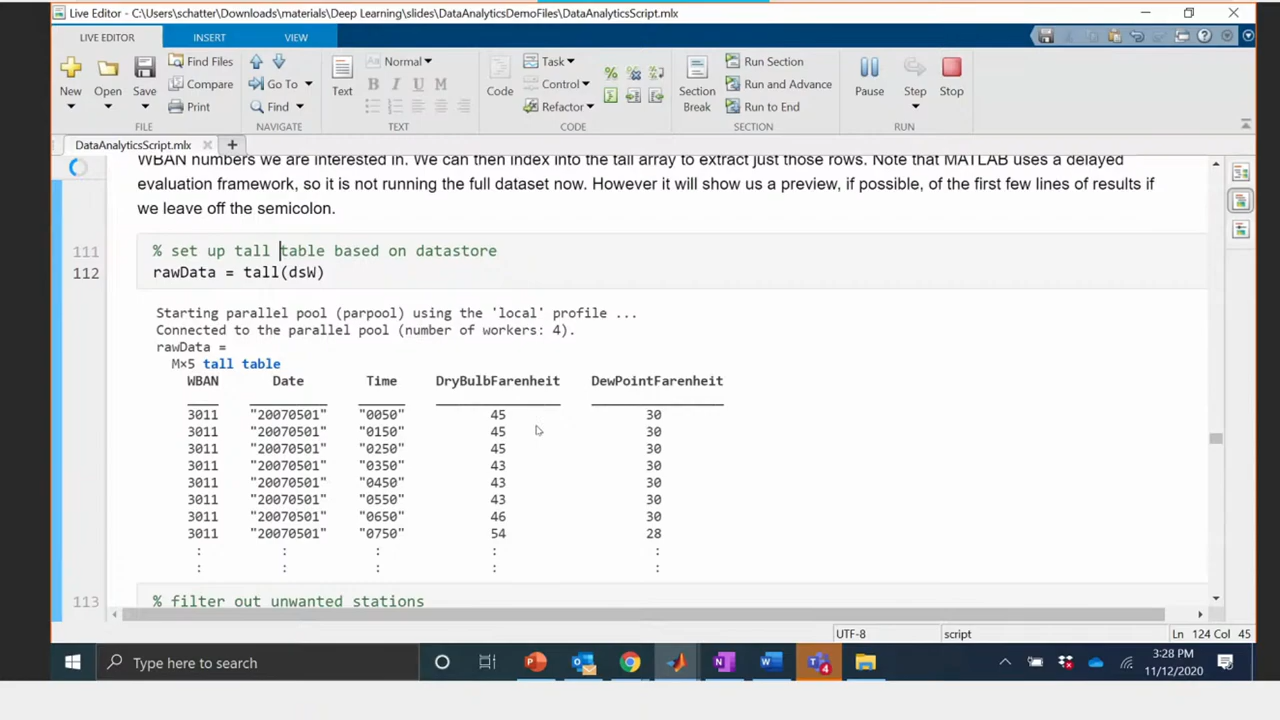 Live Editor - C:\Users\schatter\Downloads\materials\Deep Learning\slides\DataAnalyticsDemoFiles\DataAnalyticsScript.mlx
LIVE EDITOR INSERT VIEW
New Open Save Find Files Compare Print
FILE
Go To Find
NAVIGATE
Text Normal B I U M
TEXT
Code Task Control Refactor
CODE
Section Break Run Section Run and Advance Run to End
SECTION
Pause Step Stop
RUN
DataAnalyticsScript.mlx
WBAN numbers we are interested in. We can then index into the tall array to extract just those rows. Note that MATLAB uses a delayed
evaluation framework, so it is not running the full dataset now. However it will show us a preview, if possible, of the first few lines of results if
we leave off the semicolon.
111 % set up tall table based on datastore
112 rawData = tall(dsW)
Starting parallel pool (parpool) using the 'local' profile ...
Connected to the parallel pool (number of workers: 4).
rawData =
M×5 tall table
WBAN Date Time DryBulbFarenheit DewPointFarenheit
3011 "20070501" "0050" 45 30
3011 "20070501" "0150" 45 30
3011 "20070501" "0250" 45 30
3011 "20070501" "0350" 43 30
3011 "20070501" "0450" 43 30
3011 "20070501" "0550" 43 30
3011 "20070501" "0650" 46 30
3011 "20070501" "0750" 54 28
: : : : :
: : : : :
113 % filter out unwanted stations
UTF-8 script Ln 124 Col 45
Type here to search
4
3:28 PM
11/12/2020